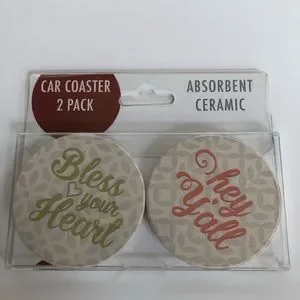 CAR COASTER
2 PACK
ABSORBENT
CERAMIC
Bless
your
Heart
hey
Y'all